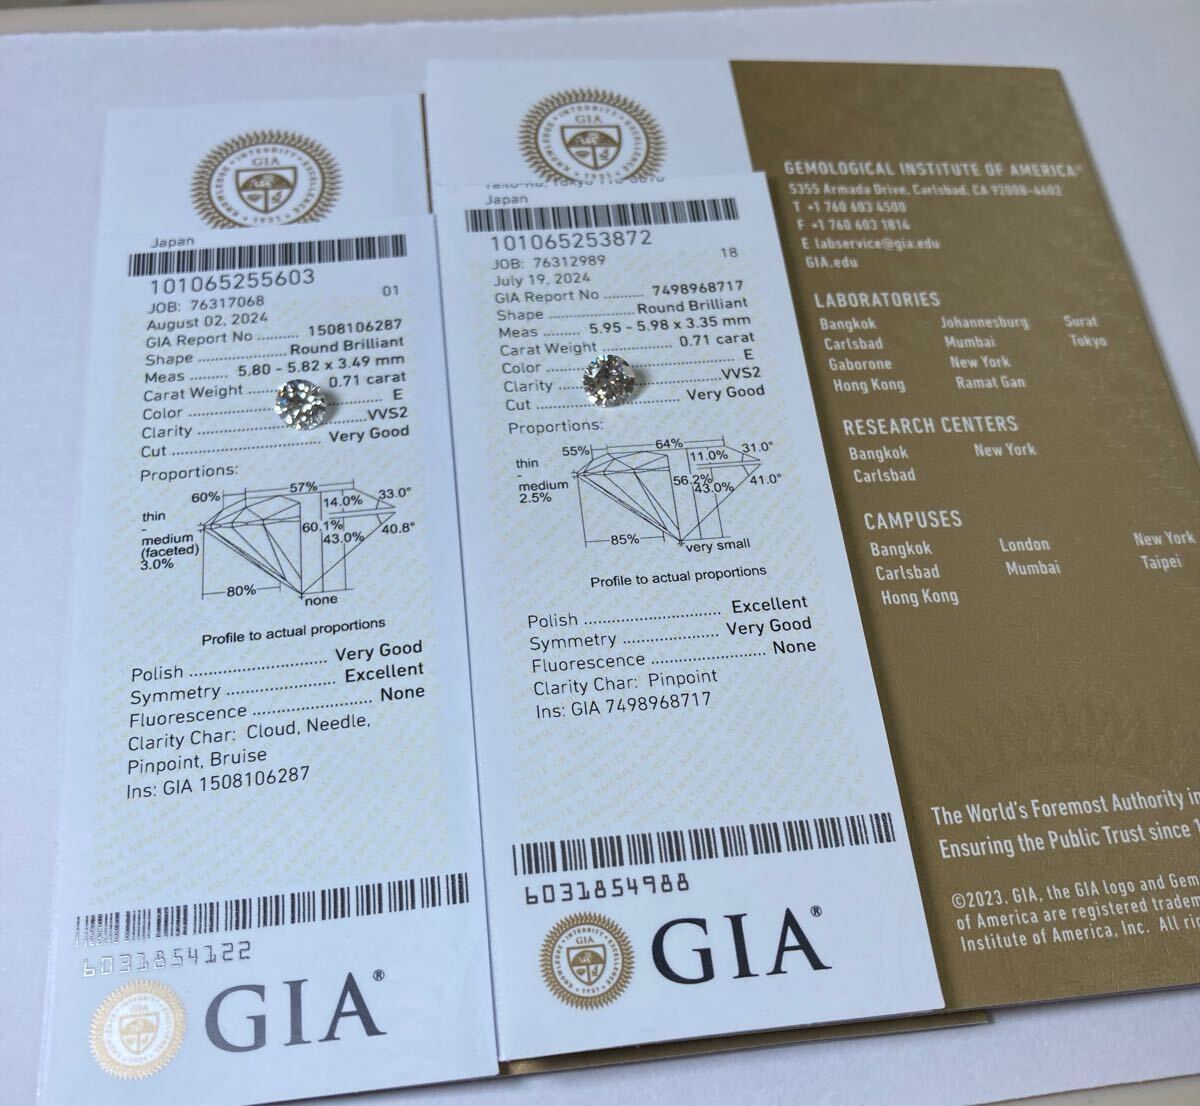 KNOWLEDGE • INTEGRITY • EXCELLENCE
GIA
1931
Japan
101065255603
JOB: 76317068 01
August 02, 2024
GIA Report No .......... 1508106287
Shape .................. Round Brilliant
Meas ......... 5.80 - 5.82 x 3.49 mm
Carat Weight .......... 0.71 carat
Color .......... E
Clarity .......... VVS2
Cut .......... Very Good
Proportions:
60% 57%
14.0% 33.0°
thin
-
medium
(faceted)
3.0%
60.1%
43.0% 40.8°
80%
none
Profile to actual proportions
Polish .......... Very Good
Symmetry .......... Excellent
Fluorescence .......... None
Clarity Char: Cloud, Needle,
Pinpoint, Bruise
Ins: GIA 1508106287
6031854122
GIA®
KNOWLEDGE • INTEGRITY • EXCELLENCE
GIA
Japan
101065253872
JOB: 76312989 18
July 19, 2024
GIA Report No .......... 7498968717
Shape .................. Round Brilliant
Meas ........ 5.95 - 5.98 x 3.35 mm
Carat Weight .......... 0.71 carat
Color .......... E
Clarity .......... VVS2
Cut .......... Very Good
Proportions:
55% 64%
11.0% 31.0°
thin
-
medium
2.5%
56.2%
43.0% 41.0°
85%
very small
Profile to actual proportions
Polish .......... Excellent
Symmetry .......... Very Good
Fluorescence .......... None
Clarity Char: Pinpoint
Ins: GIA 7498968717
6031854988
GIA®
GEMOLOGICAL INSTITUTE OF AMERICA®
5355 Armada Drive, Carlsbad, CA 92008-4602
T +1 760 603 4500
F +1 760 603 1814
E labservice@gia.edu
GIA.edu
LABORATORIES
Bangkok Johannesburg Surat
Carlsbad Mumbai Tokyo
Gaborone New York
Hong Kong Ramat Gan
RESEARCH CENTERS
Bangkok New York
Carlsbad
CAMPUSES
Bangkok London New York
Carlsbad Mumbai Taipei
Hong Kong
The World's Foremost Authority in
Ensuring the Public Trust since 1
©2023. GIA, the GIA logo and Gem
of America are registered tradem
Institute of America, Inc. All ri